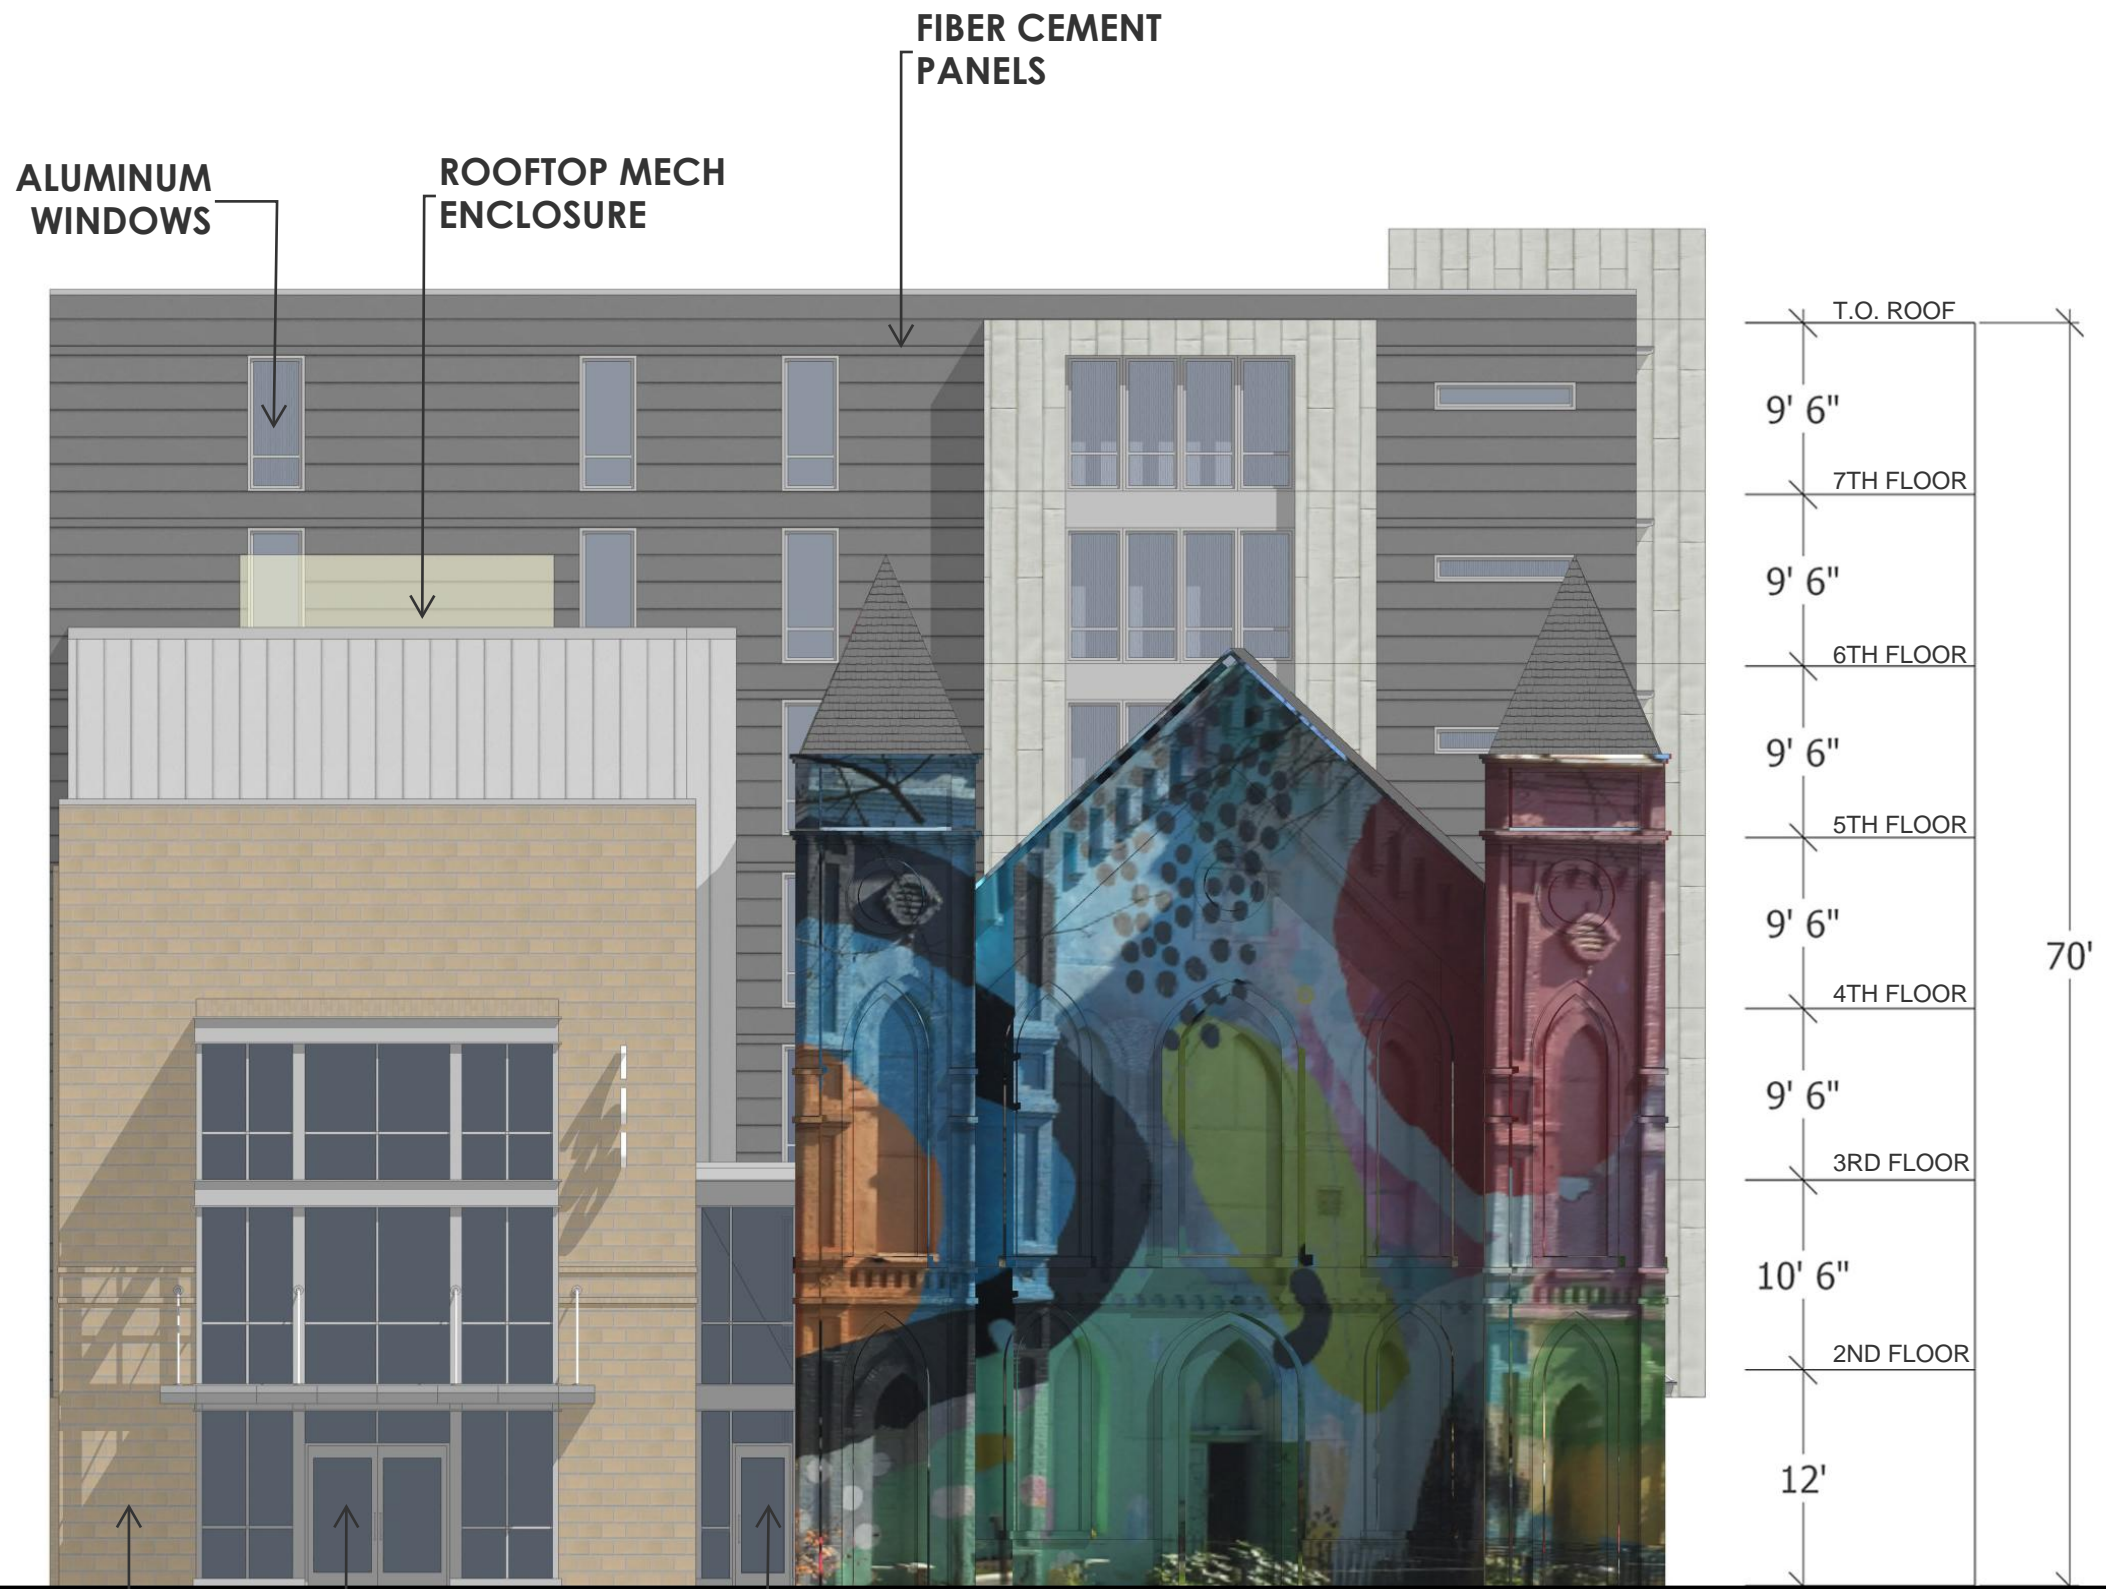 FIBER CEMENT
PANELS
ALUMINUM
WINDOWS
ROOFTOP MECH
ENCLOSURE
T.O. ROOF
9' 6"
7TH FLOOR
9' 6"
6TH FLOOR
9' 6"
5TH FLOOR
9' 6"
70'
4TH FLOOR
9' 6"
3RD FLOOR
10' 6"
2ND FLOOR
12'